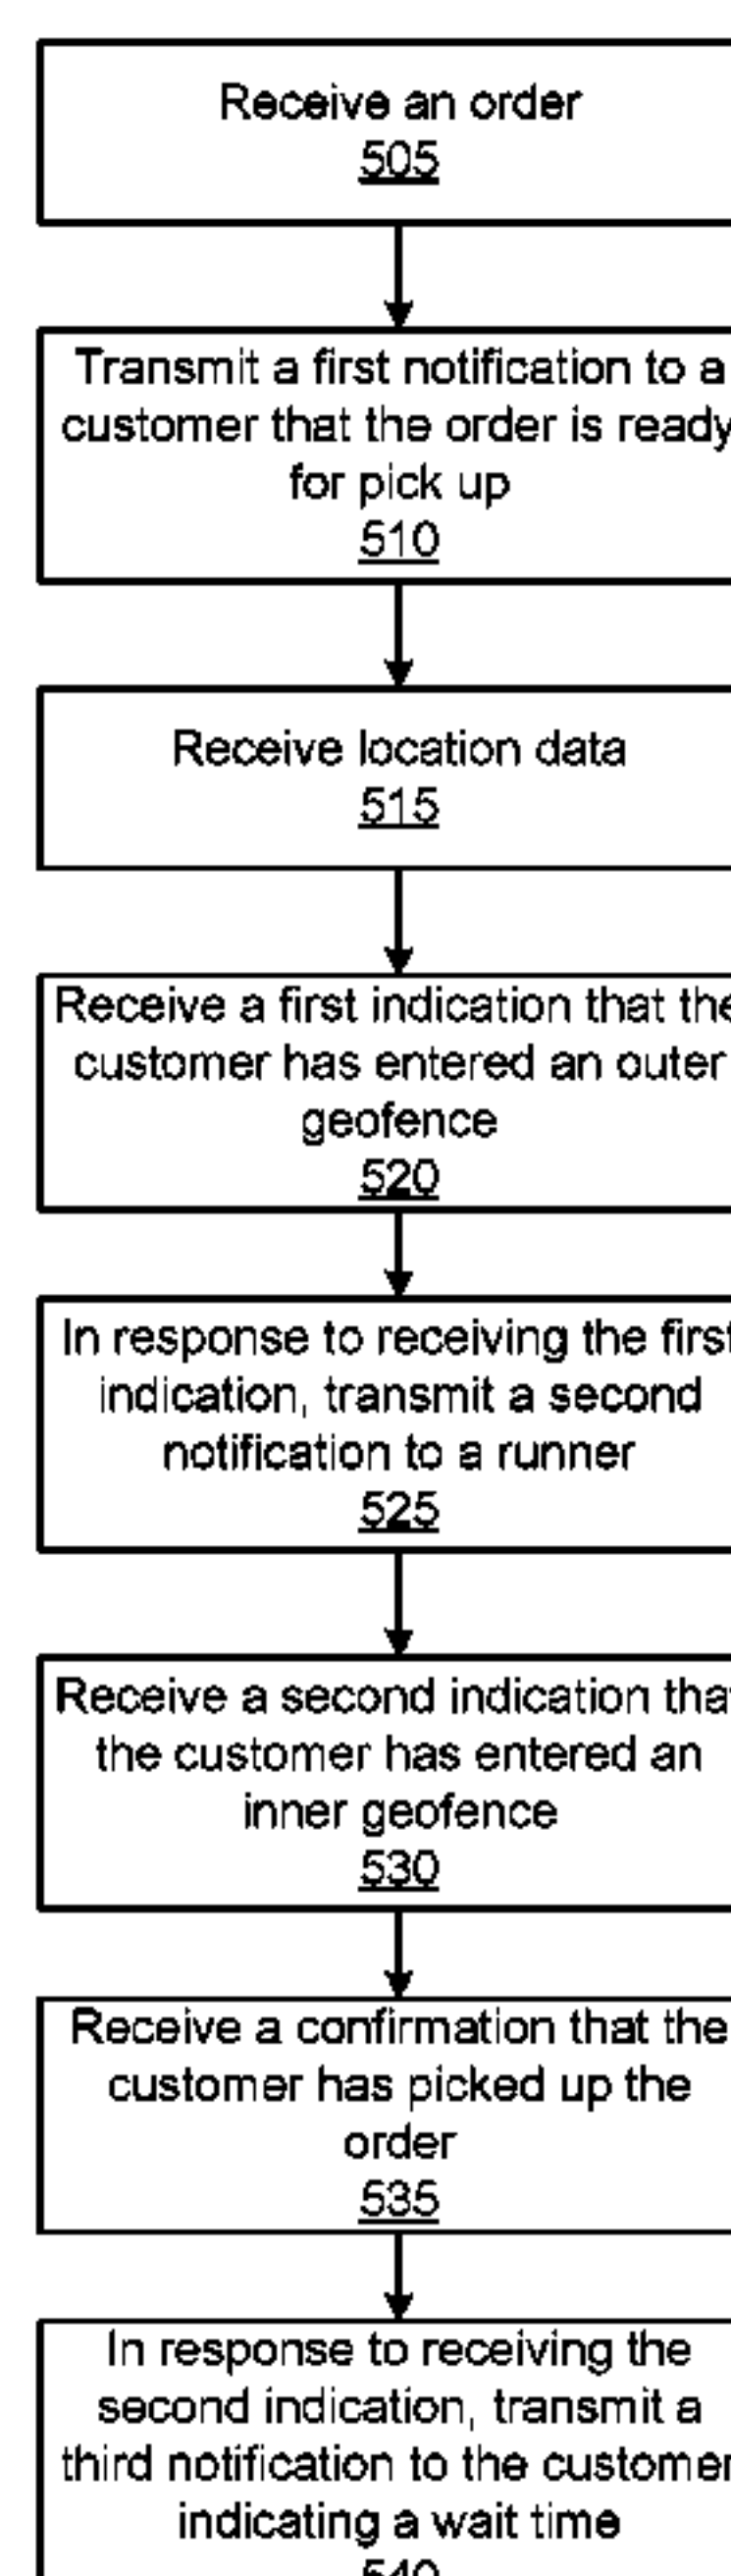 Receive an order
505
Transmit a first notification to a
customer that the order is ready
for pick up
510
Receive location data
515
Receive a first indication that the
customer has entered an outer
geofence
520
In response to receiving the first
indication, transmit a second
notification to a runner
525
Receive a second indication that
the customer has entered an
inner geofence
530
Receive a confirmation that the
customer has picked up the
order
535
In response to receiving the
second indication, transmit a
third notification to the customer
indicating a wait time
540